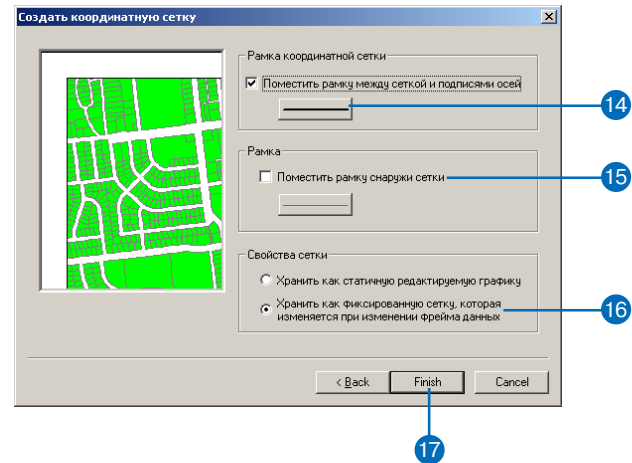 Создать координатную сетку
Рамка координатной сетки
Поместить рамку между сеткой и подписями осей
14
Рамка
Поместить рамку снаружи сетки
15
Свойства сетки
Хранить как статичную редактируемую графику
Хранить как фиксированную сетку, которая
изменяется при изменении фрейма данных
16
< Back
Finish
Cancel
17